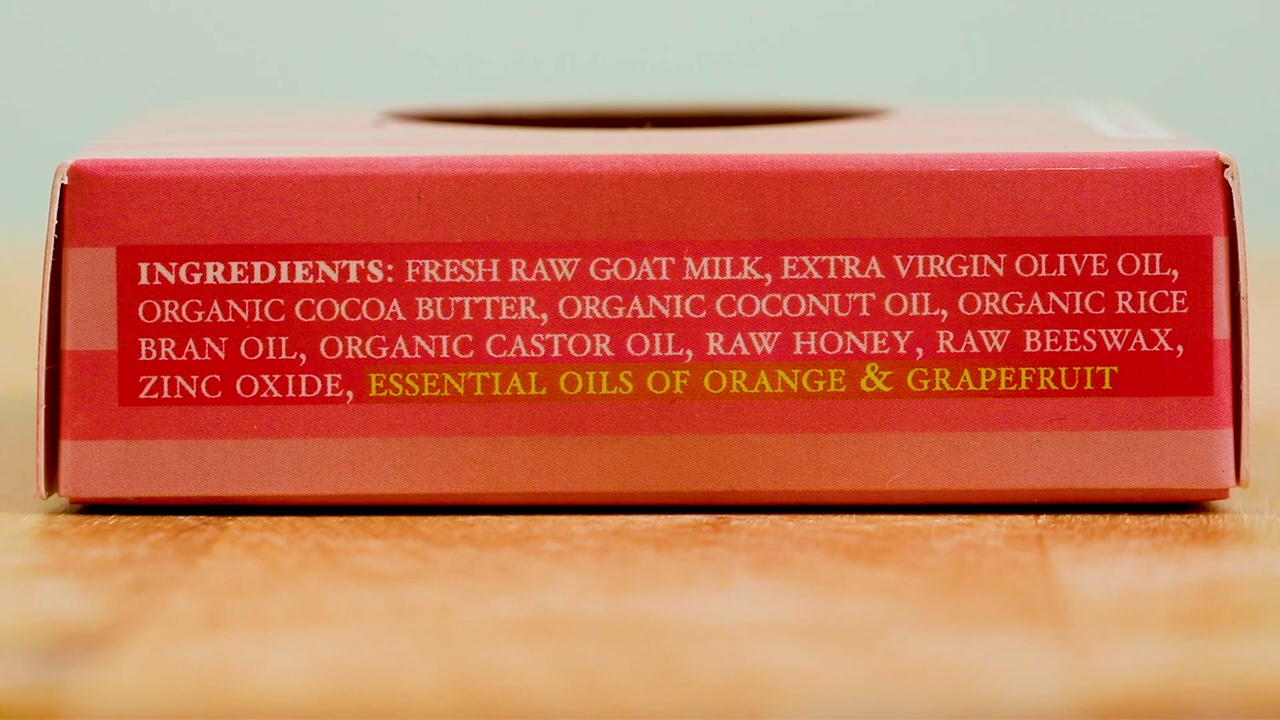 INGREDIENTS: FRESH RAW GOAT MILK, EXTRA VIRGIN OLIVE OIL,
ORGANIC COCOA BUTTER, ORGANIC COCONUT OIL, ORGANIC RICE
BRAN OIL, ORGANIC CASTOR OIL, RAW HONEY, RAW BEESWAX,
ZINC OXIDE, ESSENTIAL OILS OF ORANGE & GRAPEFRUIT